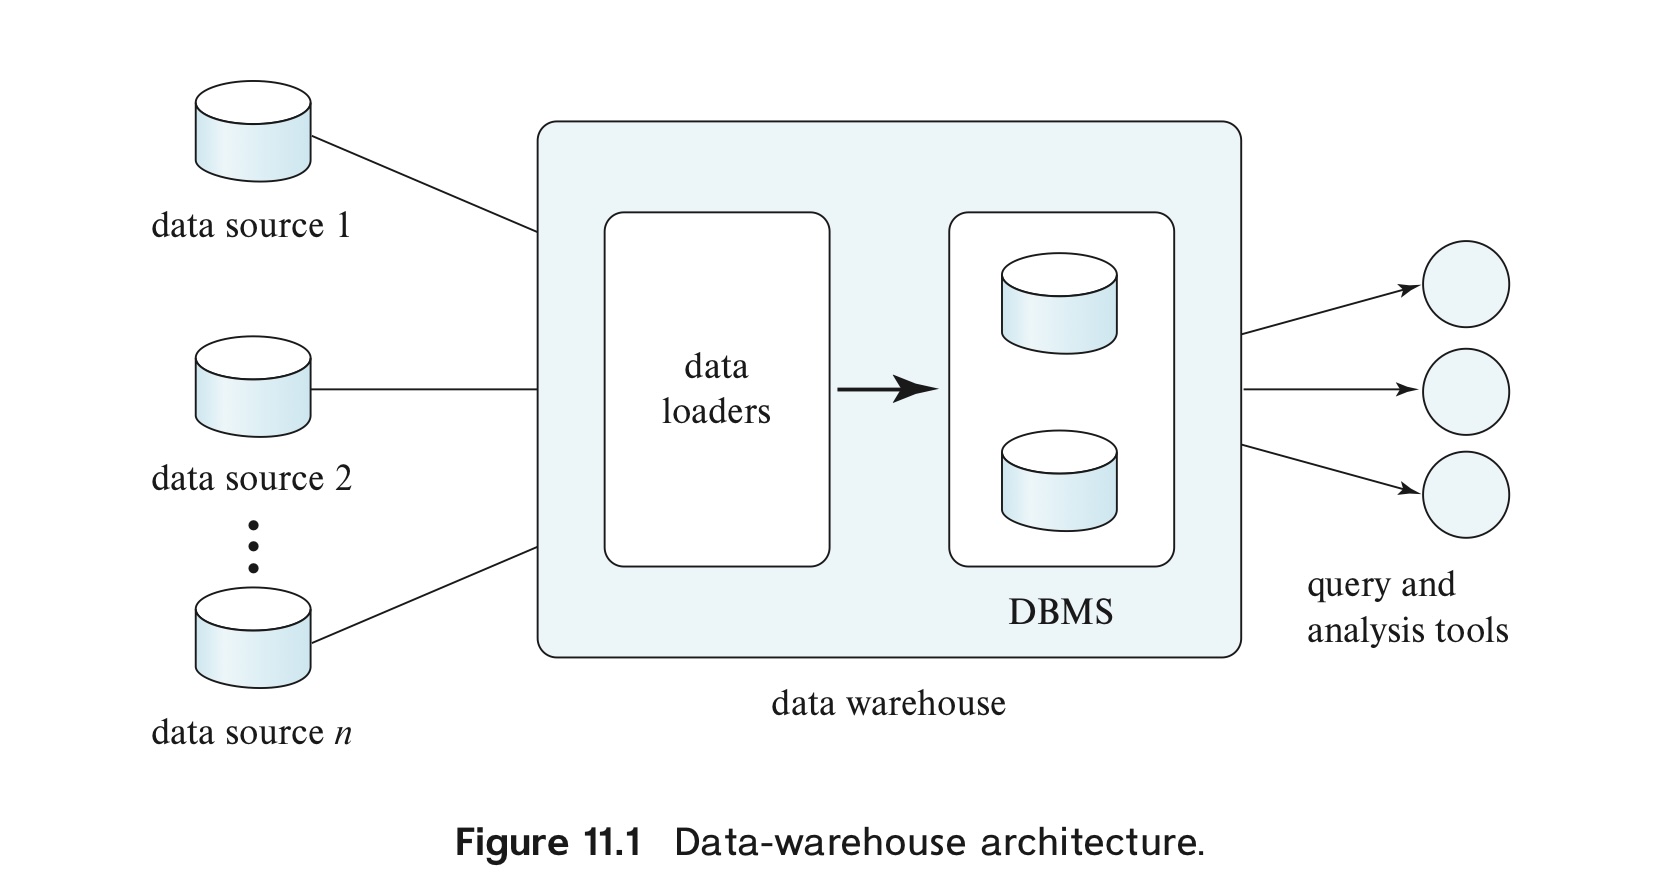 data source 1
data source 2
data source n
data
loaders
DBMS
data warehouse
query and
analysis tools
Figure 11.1 Data-warehouse architecture.